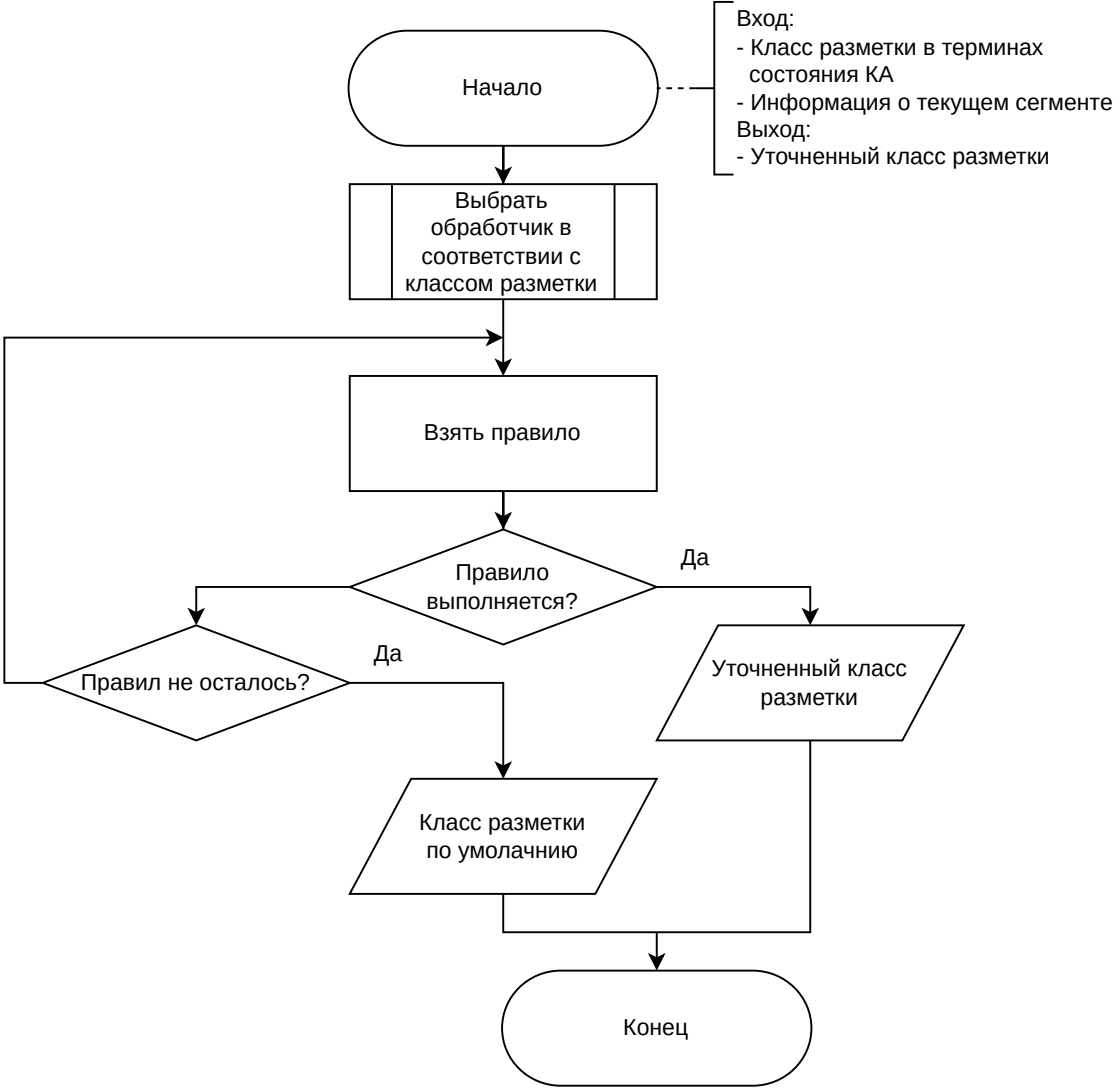 Вход:
- Класс разметки в терминах
состояния КА
- Информация о текущем сегменте
Выход:
- Уточненный класс разметки
Начало
Выбрать
обработчик в
соответствии с
классом разметки
Взять правило
Правило
выполняется?
Да
Правил не осталось?
Да
Уточненный класс
разметки
Класс разметки
по умолачнию
Конец